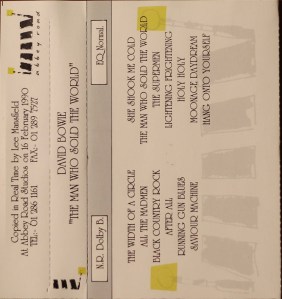 abbey road
Copied in Real Time by Lee Mansfield
At Abbey Road Studios on 16 February 1990
TEL:- 01 286 1161 FAX:- 01 289 7527
DAVID BOWIE
"THE MAN WHO SOLD THE WORLD"
N.R. Dolby B. EQ Normal.
THE WIDTH OF A CIRCLE
ALL THE MADMEN
BLACK COUNTRY ROCK
AFTER ALL
RUNNING GUN BLUES
SAVIOUR MACHINE
SHE SHOOK ME COLD
THE MAN WHO SOLD THE WORLD
THE SUPERMEN
LIGHTENING FRIGHTENING
HOLY HOLY
MOONAGE DAYDREAM
HANG ONTO YOURSELF